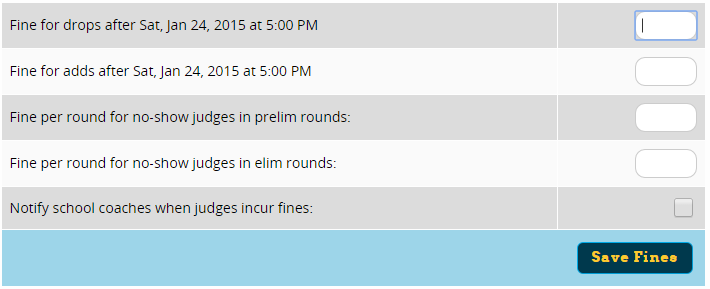 Fine for drops after Sat, Jan 24, 2015 at 5:00 PM
Fine for adds after Sat, Jan 24, 2015 at 5:00 PM
Fine per round for no-show judges in prelim rounds:
Fine per round for no-show judges in elim rounds:
Notify school coaches when judges incur fines:
Save Fines